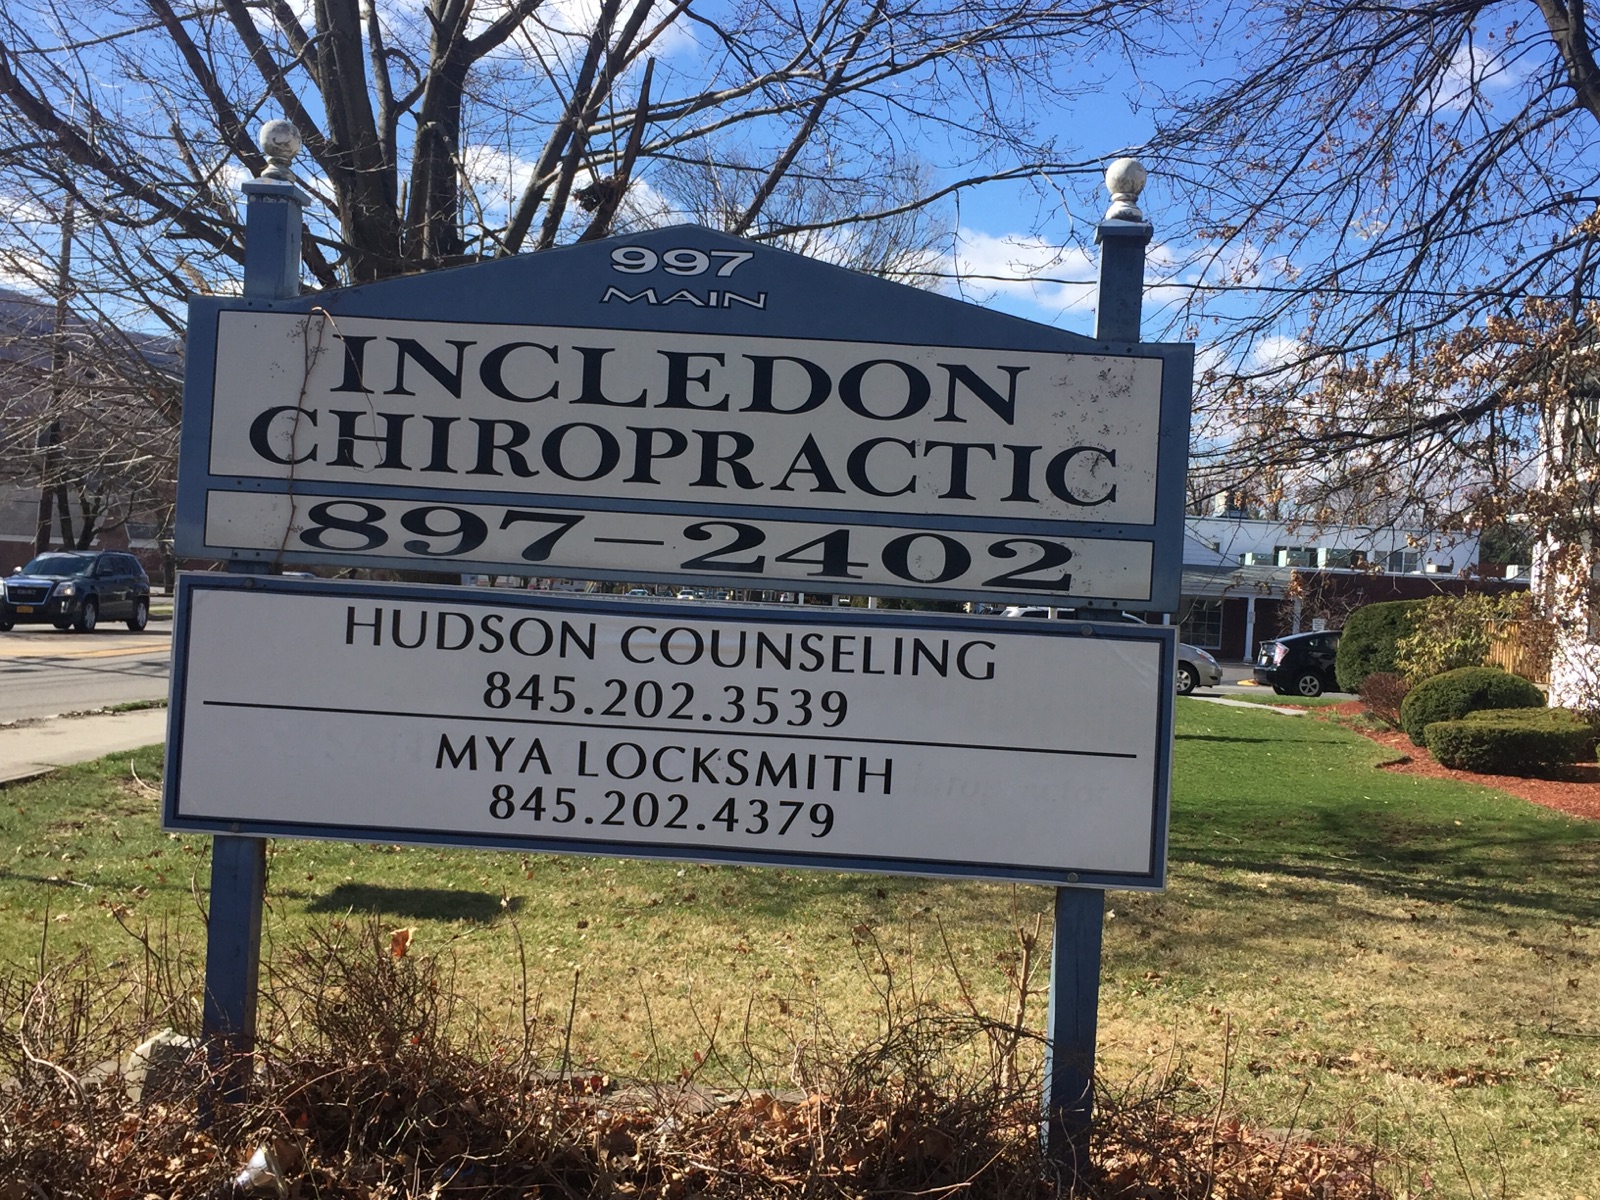 997
MAIN
INCLEDON
CHIROPRACTIC
897-2402
HUDSON COUNSELING
845.202.3539
MYA LOCKSMITH
845.202.4379